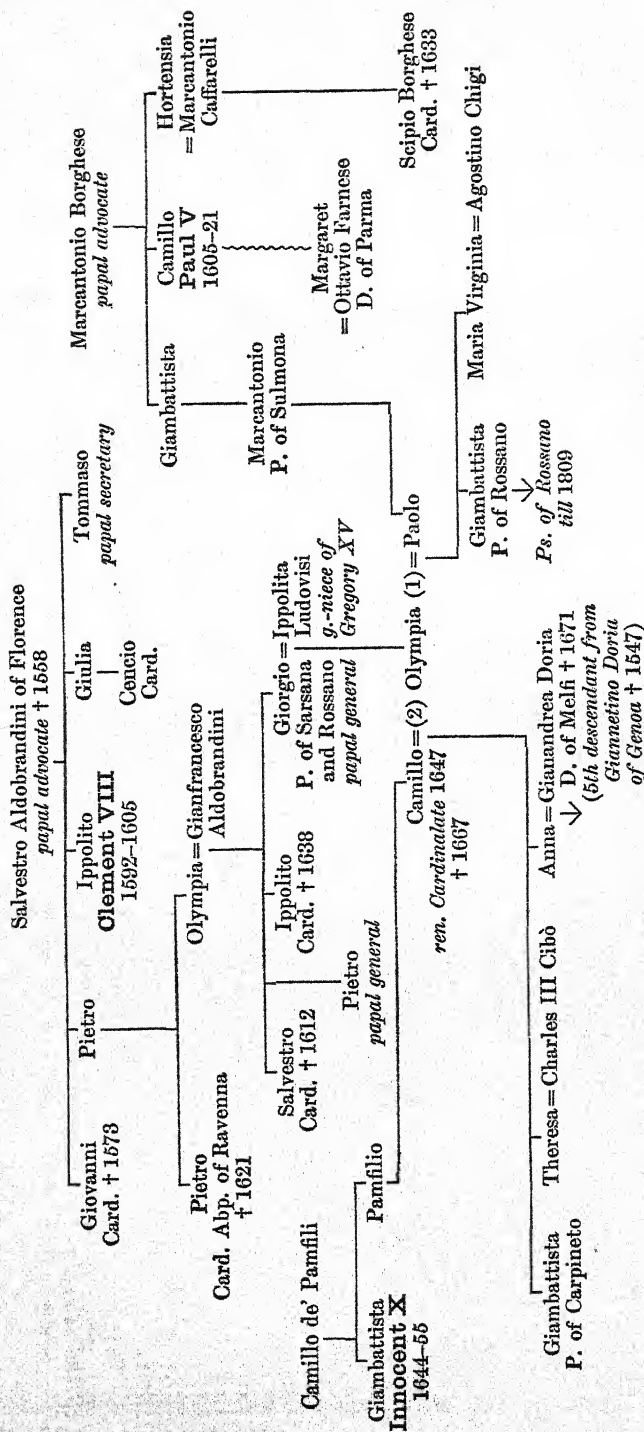 Salvestro Aldobrandini of Florence
papal advocate † 1558
Marcantonio Borghese
papal advocate
Giovanni
Card. † 1573
Pietro
Ippolito
Clement VIII
1592–1605
Giulia
Cencio
Card.
Tommaso
papal secretary
Giambattista
Camillo
Paul V
1605–21
Hortensia
= Marcantonio
Caffarelli
Pietro
Card. Abp. of Ravenna
† 1621
Olympia = Gianfrancesco
Aldobrandini
Marcantonio
P. of Sulmona
Margaret
= Ottavio Farnese
D. of Parma
Scipio Borghese
Card. † 1633
Salvestro
Card. † 1612
Ippolito
Card. † 1638
Giorgio = Ippolita
P. of Sarsana Ludovisi
and Rossano g.-niece of
papal general Gregory XV
Pietro
papal general
Camillo de' Pamfili
Giambattista
Innocent X
1644–55
Pamfilio
Camillo = (2) Olympia (1) = Paolo
ren. Cardinalate 1647
† 1667
Giambattista
P. of Rossano
Ps. of Rossano
till 1809
Maria Virginia = Agostino Chigi
Giambattista
P. of Carpineto
Theresa = Charles III Cibò
Anna = Gianandrea Doria
D. of Melfi † 1671
(5th descendant from
Giannetino Doria
of Genoa † 1547)